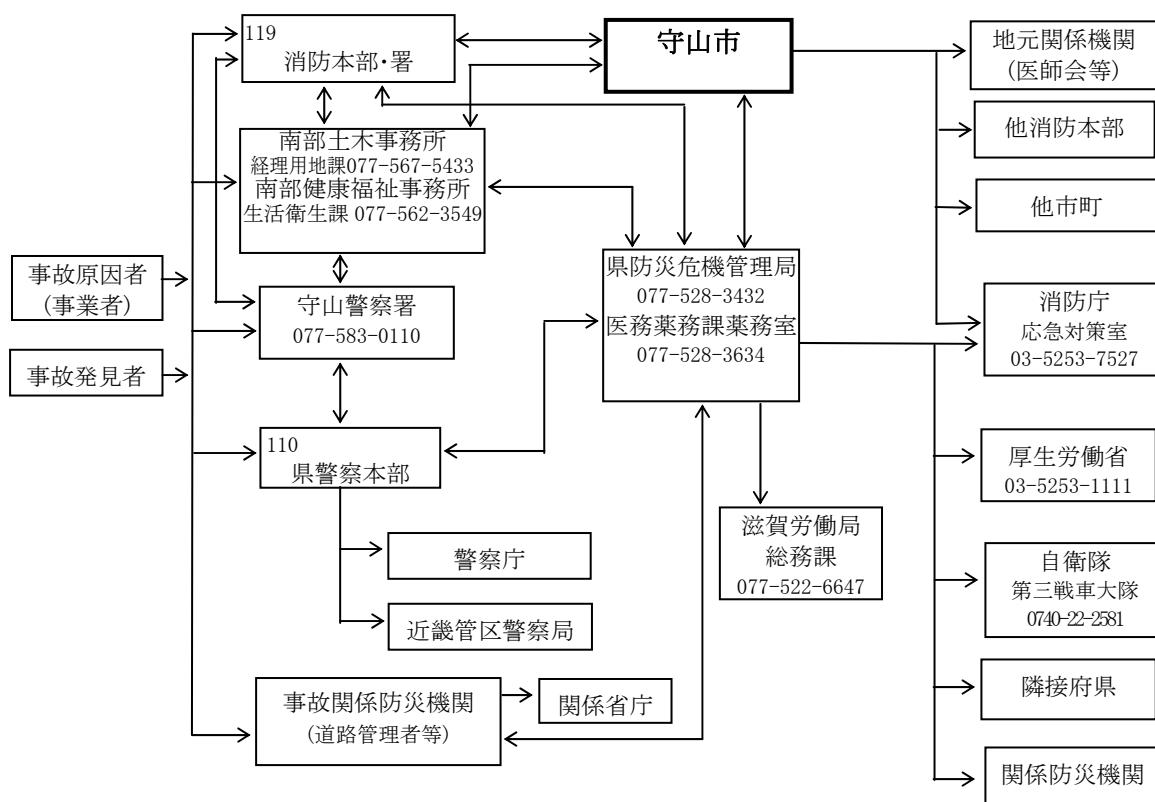 119
消防本部・署
守山市
地元関係機関
(医師会等)
他消防本部
他市町
南部土木事務所
経理用地課077-567-5433
南部健康福祉事務所
生活衛生課 077-562-3549
事故原因者
(事業者)
事故発見者
守山警察署
077-583-0110
県防災危機管理局
077-528-3432
医務薬務課薬務室
077-528-3634
消防庁
応急対策室
03-5253-7527
110
県警察本部
厚生労働省
03-5253-1111
滋賀労働局
総務課
077-522-6647
警察庁
近畿管区警察局
自衛隊
第三戦車大隊
0740-22-2581
事故関係防災機関
(道路管理者等)
関係省庁
隣接府県
関係防災機関